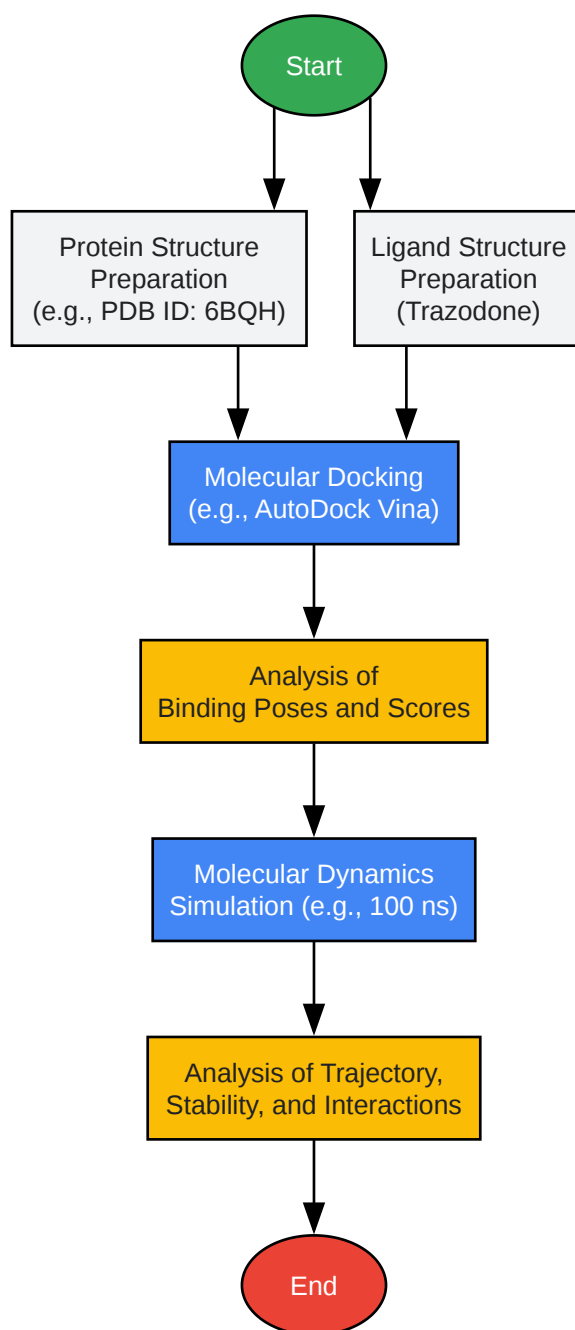 Start
Protein Structure
Preparation
(e.g., PDB ID: 6BQH)
Ligand Structure
Preparation
(Trazodone)
Molecular Docking
(e.g., AutoDock Vina)
Analysis of
Binding Poses and Scores
Molecular Dynamics
Simulation (e.g., 100 ns)
Analysis of Trajectory,
Stability, and Interactions
End